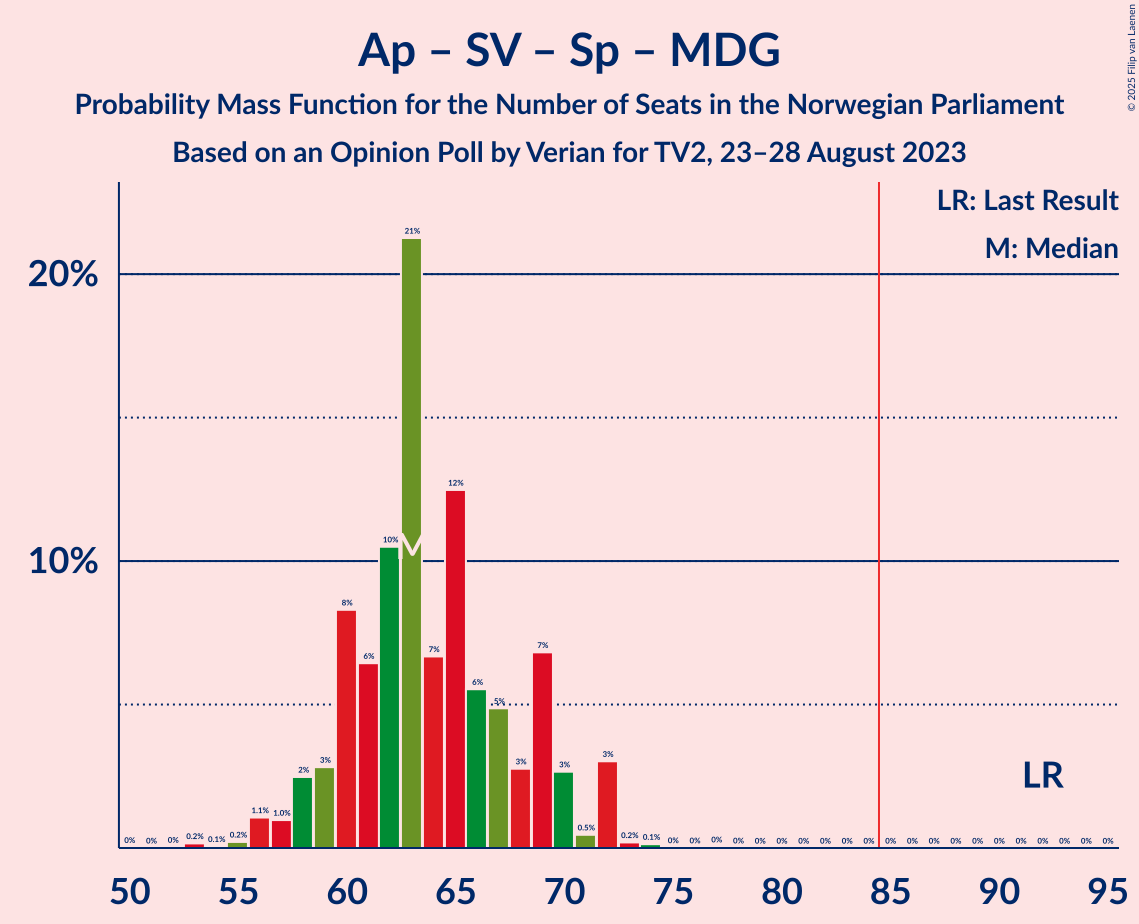 Ap – SV – Sp – MDG
Probability Mass Function for the Number of Seats in the Norwegian Parliament
Based on an Opinion Poll by Verian for TV2, 23–28 August 2023
© 2025 Filip van Laenen
LR: Last Result
M: Median
20%
10%
0% 0% 0% 0.2% 0.1% 0.2% 1.1% 1.0% 2% 3% 8% 6% 10% 21% 7% 12% 6% 5% 3% 7% 3% 0.5% 3% 0.2% 0.1% 0% 0% 0% 0% 0% 0% 0% 0% 0% 0% 0% 0% 0% 0% 0% 0% 0% 0% 0% 0% 0%
M
LR
50 55 60 65 70 75 80 85 90 95